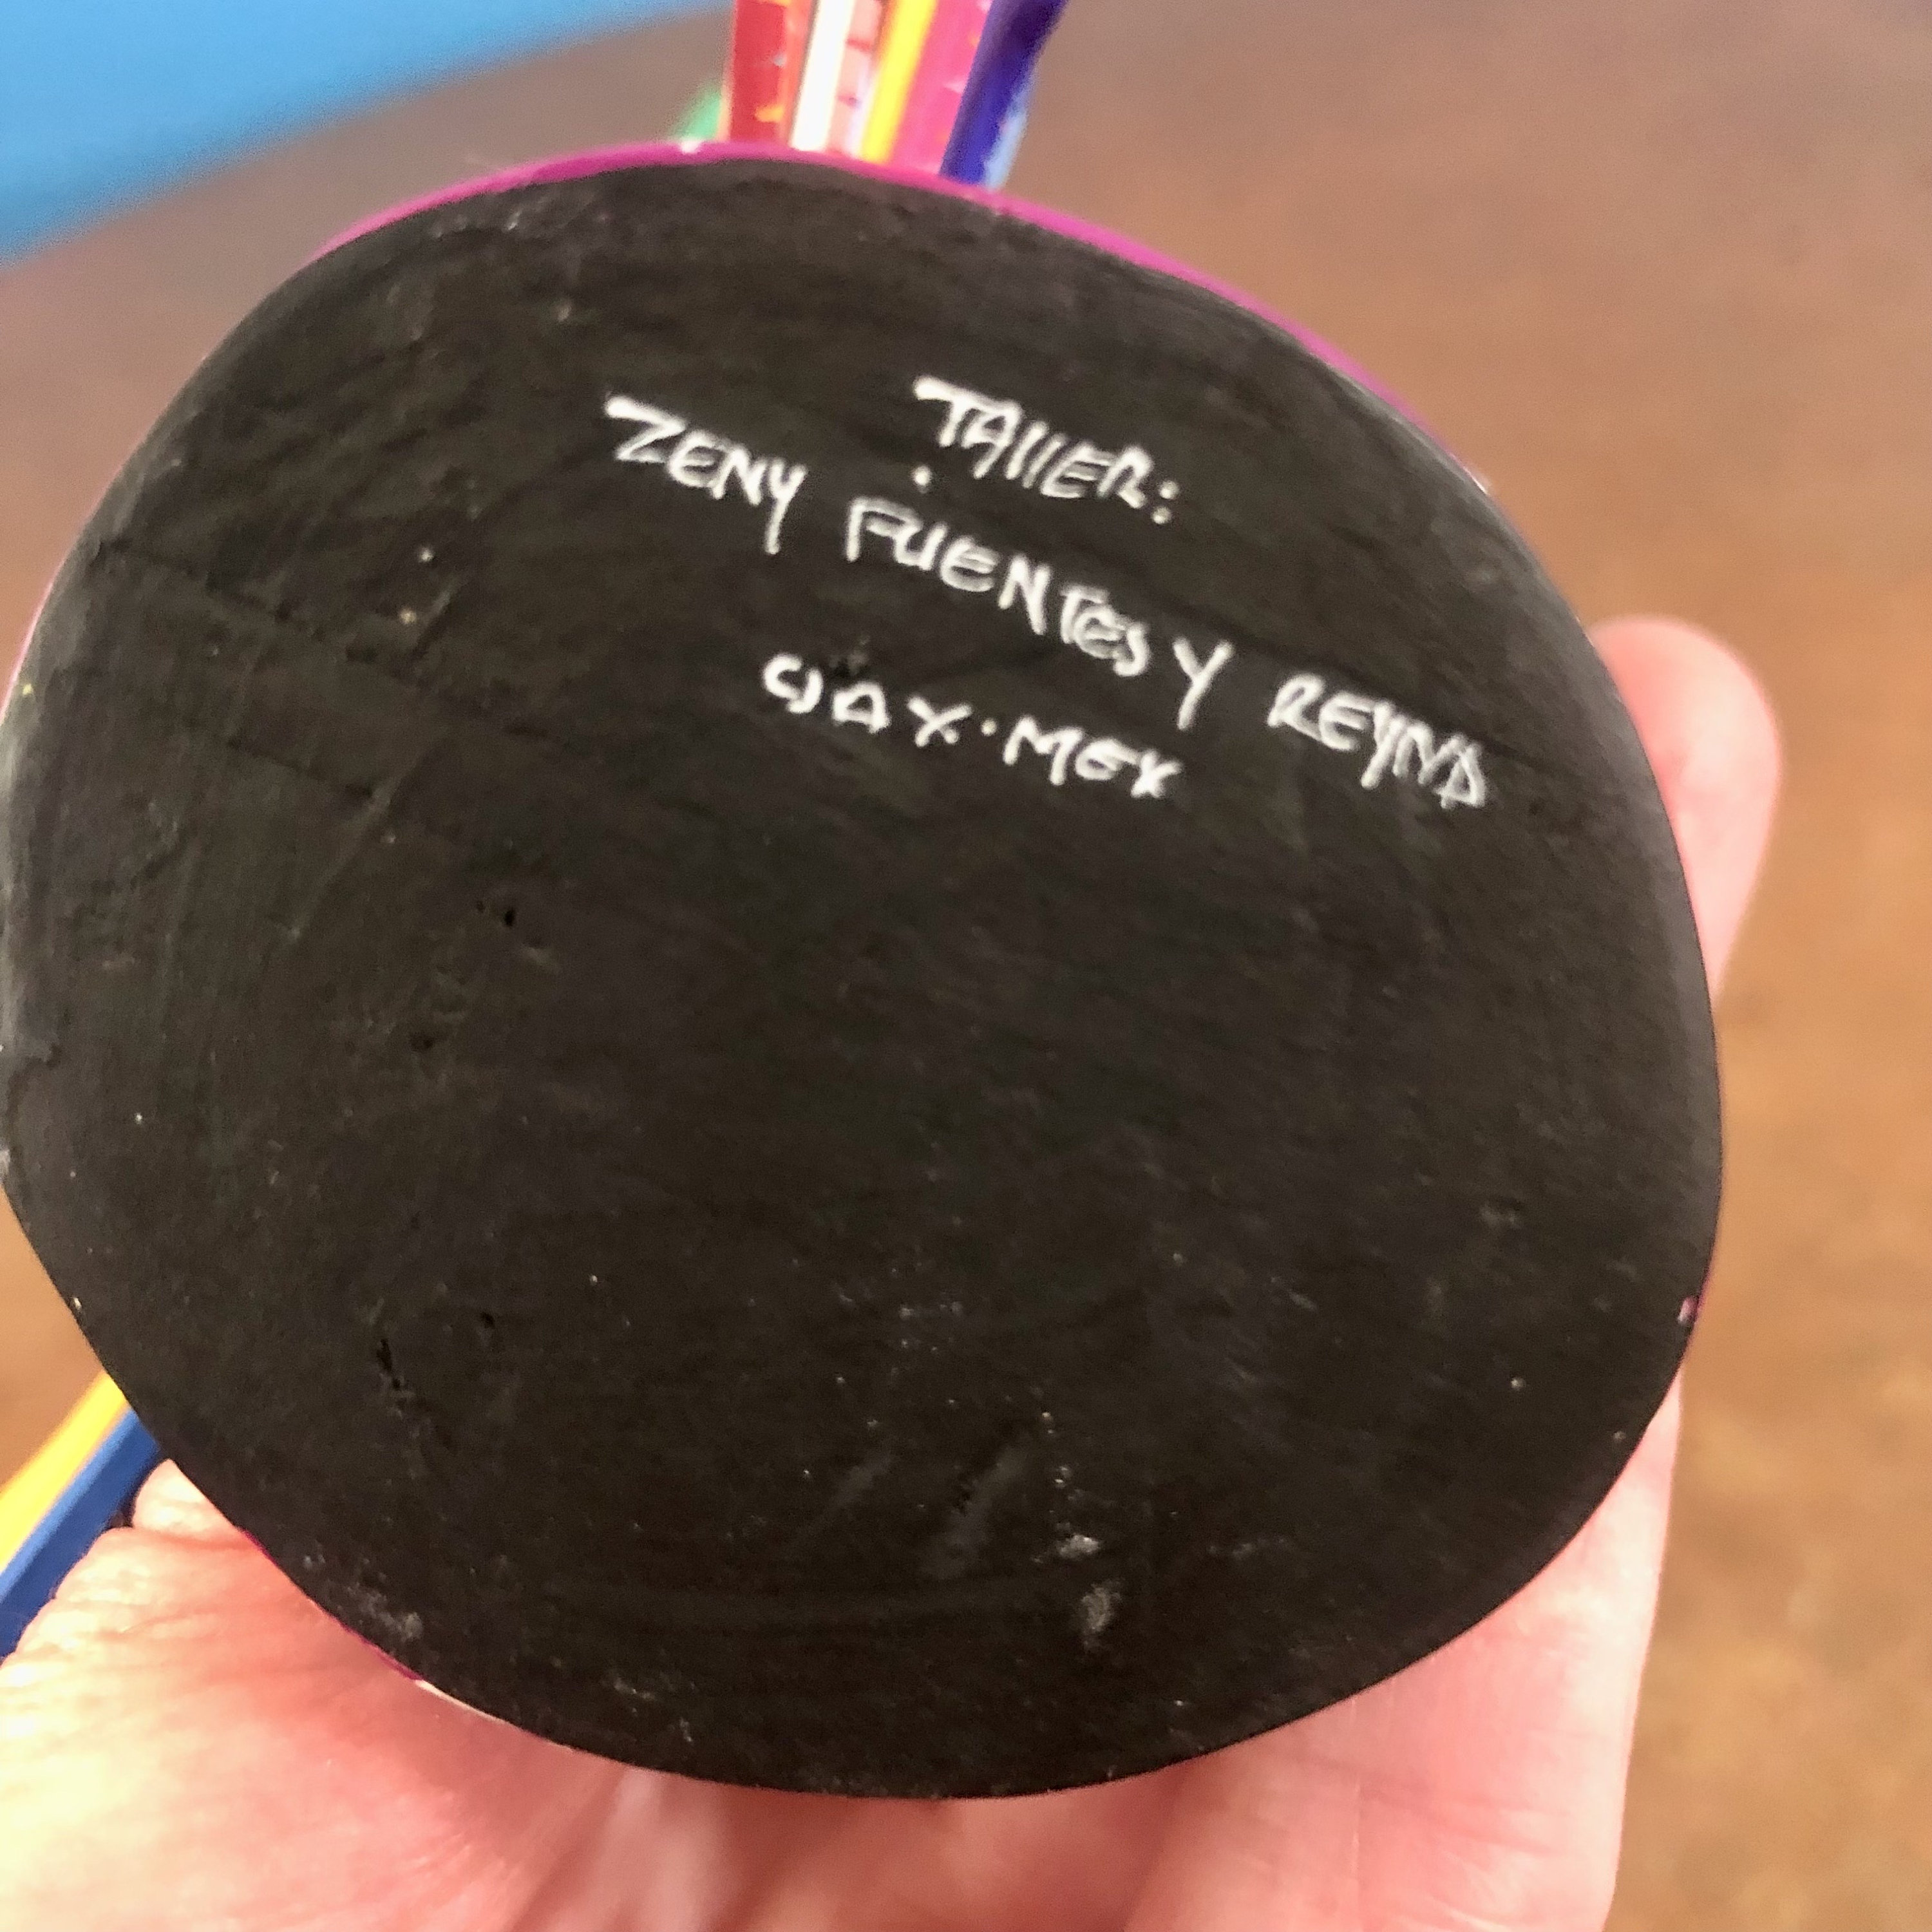 TAllER:
ZENY FUENTES Y REYNA
OAX·MEX